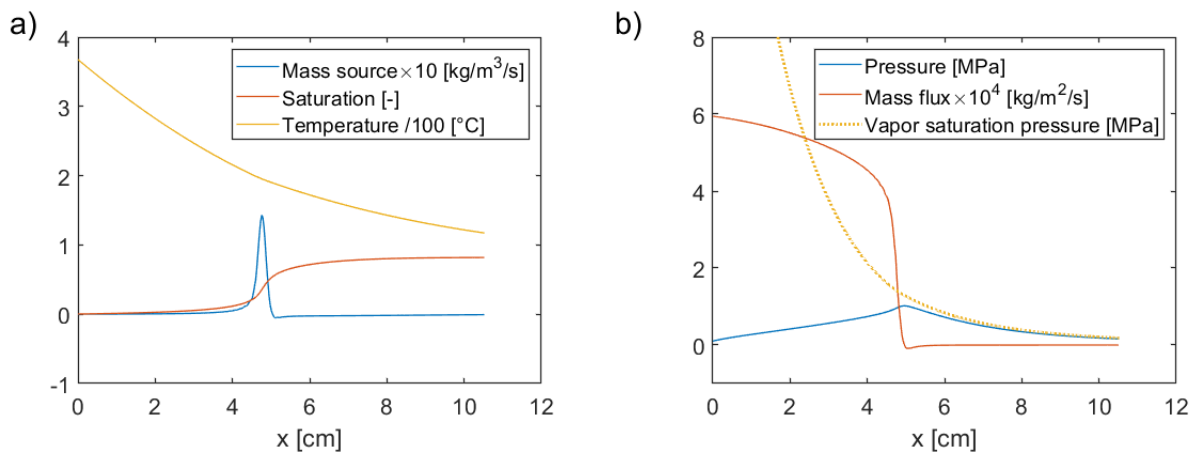 a)
4
3
2
1
0
-1
0 2 4 6 8 10 12
x [cm]
Mass source×10 [kg/m³/s]
Saturation [-]
Temperature /100 [°C]
b)
8
6
4
2
0
0 2 4 6 8 10 12
x [cm]
Pressure [MPa]
Mass flux×10⁴ [kg/m²/s]
Vapor saturation pressure [MPa]